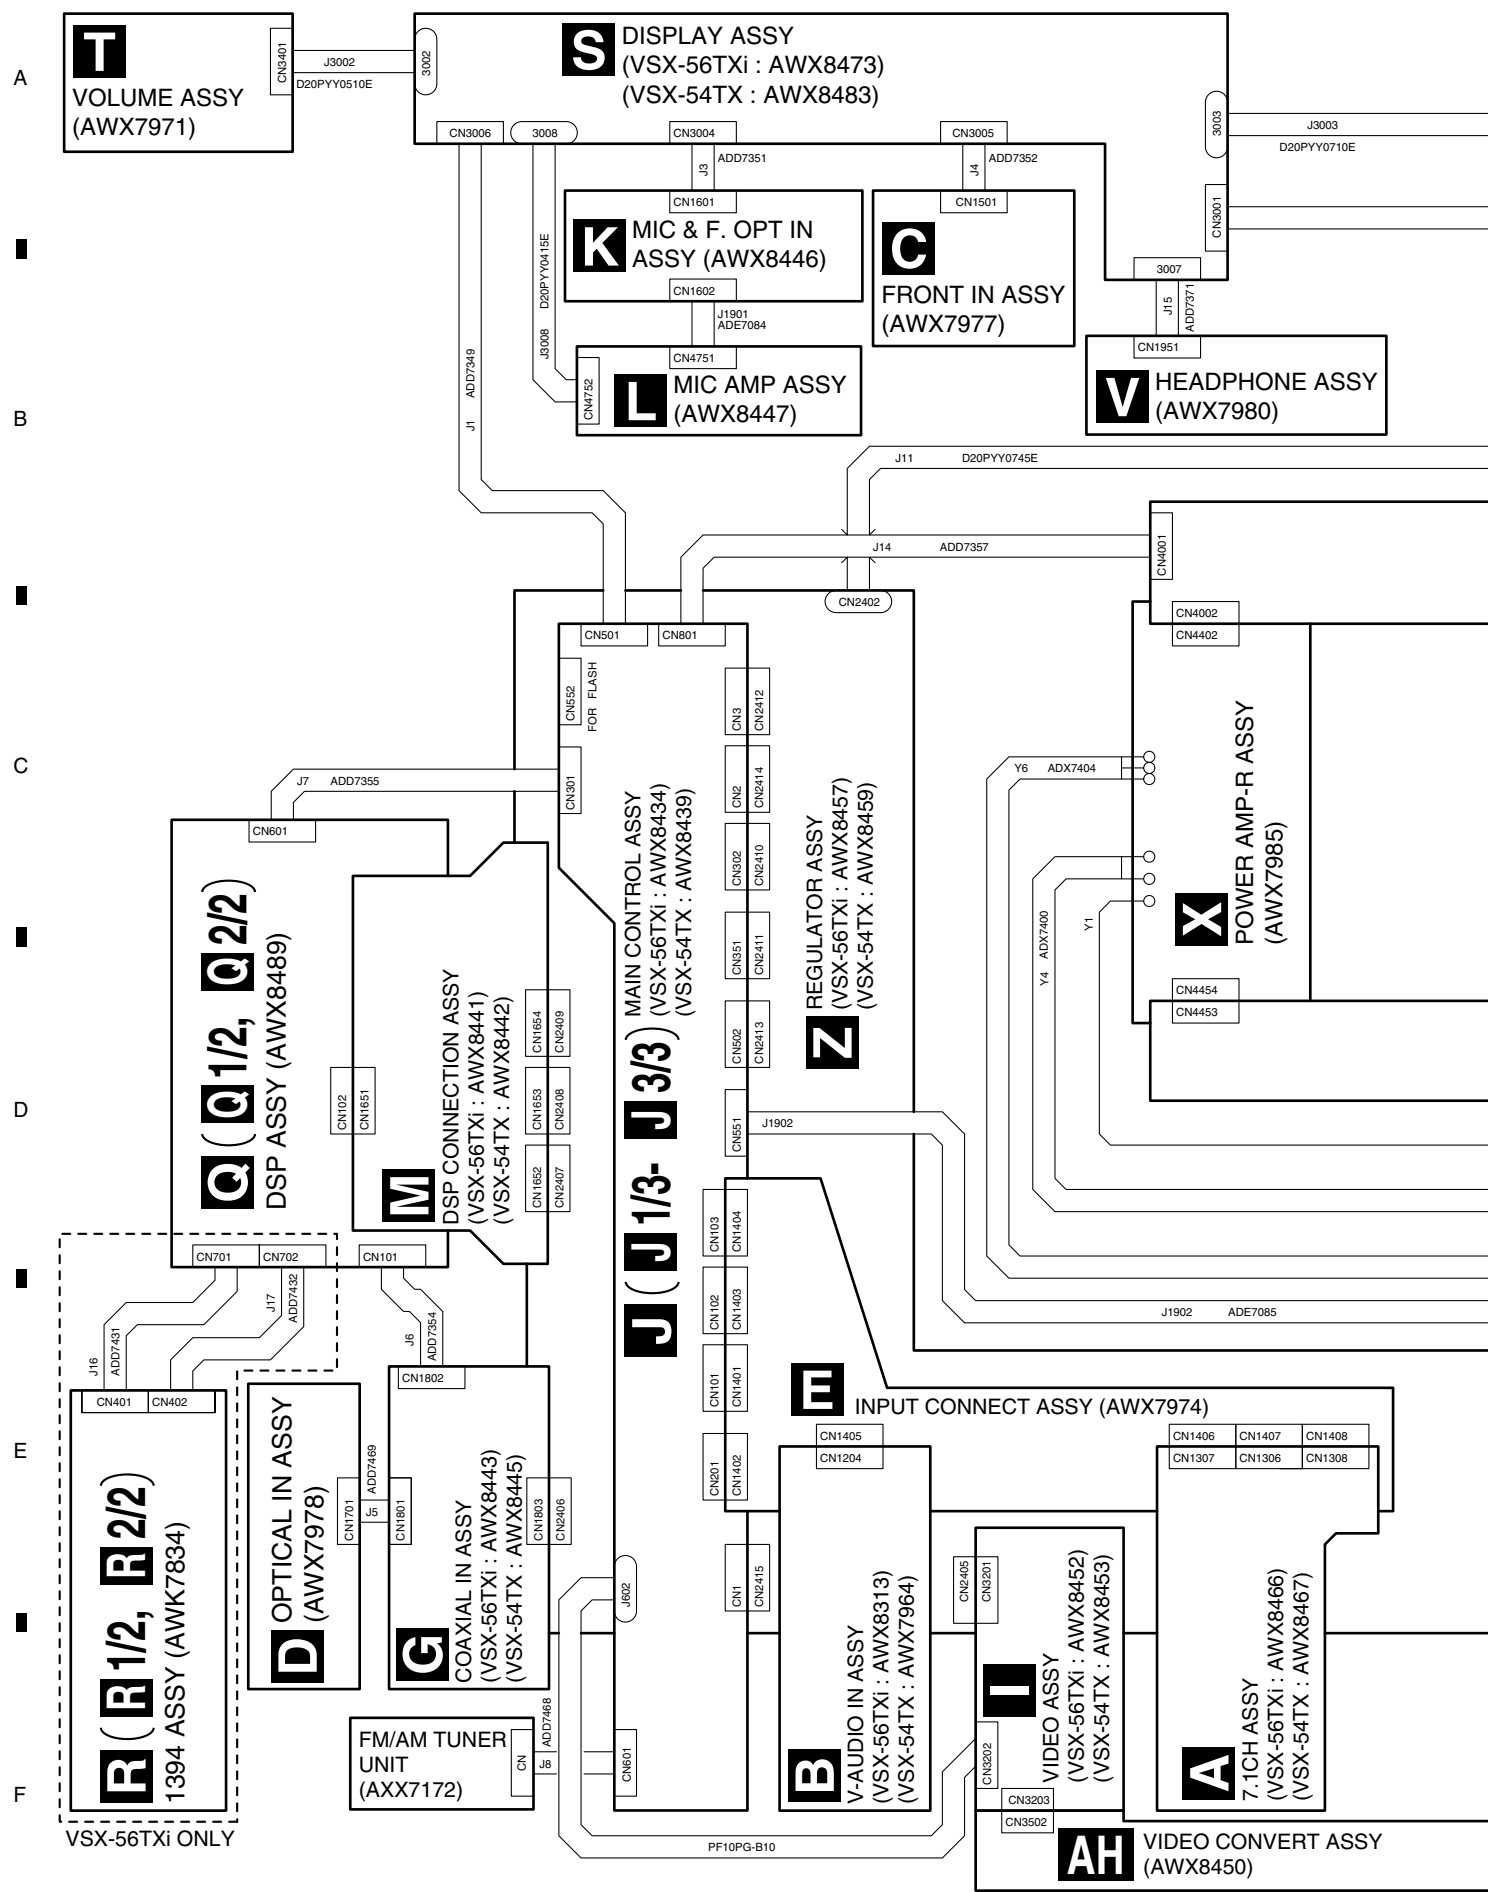 A
B
C
D
E
F
T
VOLUME ASSY
(AWX7971)
CN3401
J3002
D20PYY0510E
3002
S
DISPLAY ASSY
(VSX-56TXi : AWX8473)
(VSX-54TX : AWX8483)
CN3006
3008
CN3004
CN3005
3003
J3003
D20PYY0710E
CN3001
J3
ADD7351
J4
ADD7352
CN1601
K
MIC & F. OPT IN
ASSY (AWX8446)
CN1602
CN1501
C
FRONT IN ASSY
(AWX7977)
3007
J15
ADD7371
CN1951
V
HEADPHONE ASSY
(AWX7980)
J1901
ADE7084
CN4751
CN4752
L
MIC AMP ASSY
(AWX8447)
J3008
D20PYY0415E
J1
ADD7349
J11
D20PYY0745E
J14
ADD7357
CN4001
CN2402
CN4002
CN4402
CN501
CN801
CN552
FOR FLASH
CN301
CN3
CN2412
CN2
CN2414
CN302
CN2410
CN351
CN2411
CN502
CN2413
CN551
J1902
J7
ADD7355
CN601
Q ( Q 1/2, Q 2/2)
DSP ASSY (AWX8489)
CN102
CN1651
M
DSP CONNECTION ASSY
(VSX-56TXi : AWX8441)
(VSX-54TX : AWX8442)
CN1654
CN2409
CN1653
CN2408
CN1652
CN2407
J ( J 1/3- J 3/3)
MAIN CONTROL ASSY
(VSX-56TXi : AWX8434)
(VSX-54TX : AWX8439)
Z
REGULATOR ASSY
(VSX-56TXi : AWX8457)
(VSX-54TX : AWX8459)
Y6
ADX7404
Y4
ADX7400
Y1
X
POWER AMP-R ASSY
(AWX7985)
CN4454
CN4453
CN701
CN702
CN101
J16
ADD7431
J17
ADD7432
J6
ADD7354
CN103
CN1404
CN102
CN1403
CN101
CN1401
CN201
CN1402
J1902
ADE7085
CN401
CN402
R ( R 1/2, R 2/2)
1394 ASSY (AWK7834)
VSX-56TXi ONLY
D
OPTICAL IN ASSY
(AWX7978)
CN1701
J5
ADD7469
CN1801
CN1802
G
COAXIAL IN ASSY
(VSX-56TXi : AWX8443)
(VSX-54TX : AWX8445)
CN1803
CN2406
E
INPUT CONNECT ASSY (AWX7974)
CN1405
CN1204
CN1406
CN1407
CN1408
CN1307
CN1306
CN1308
CN1
CN2415
J602
CN601
FM/AM TUNER
UNIT
(AXX7172)
CN
J8
ADD7468
B
V-AUDIO IN ASSY
(VSX-56TXi : AWX8313)
(VSX-54TX : AWX7964)
CN2405
CN3201
I
VIDEO ASSY
(VSX-56TXi : AWX8452)
(VSX-54TX : AWX8453)
CN3202
CN3203
CN3502
A
7.1CH ASSY
(VSX-56TXi : AWX8466)
(VSX-54TX : AWX8467)
PF10PG-B10
AH
VIDEO CONVERT ASSY
(AWX8450)